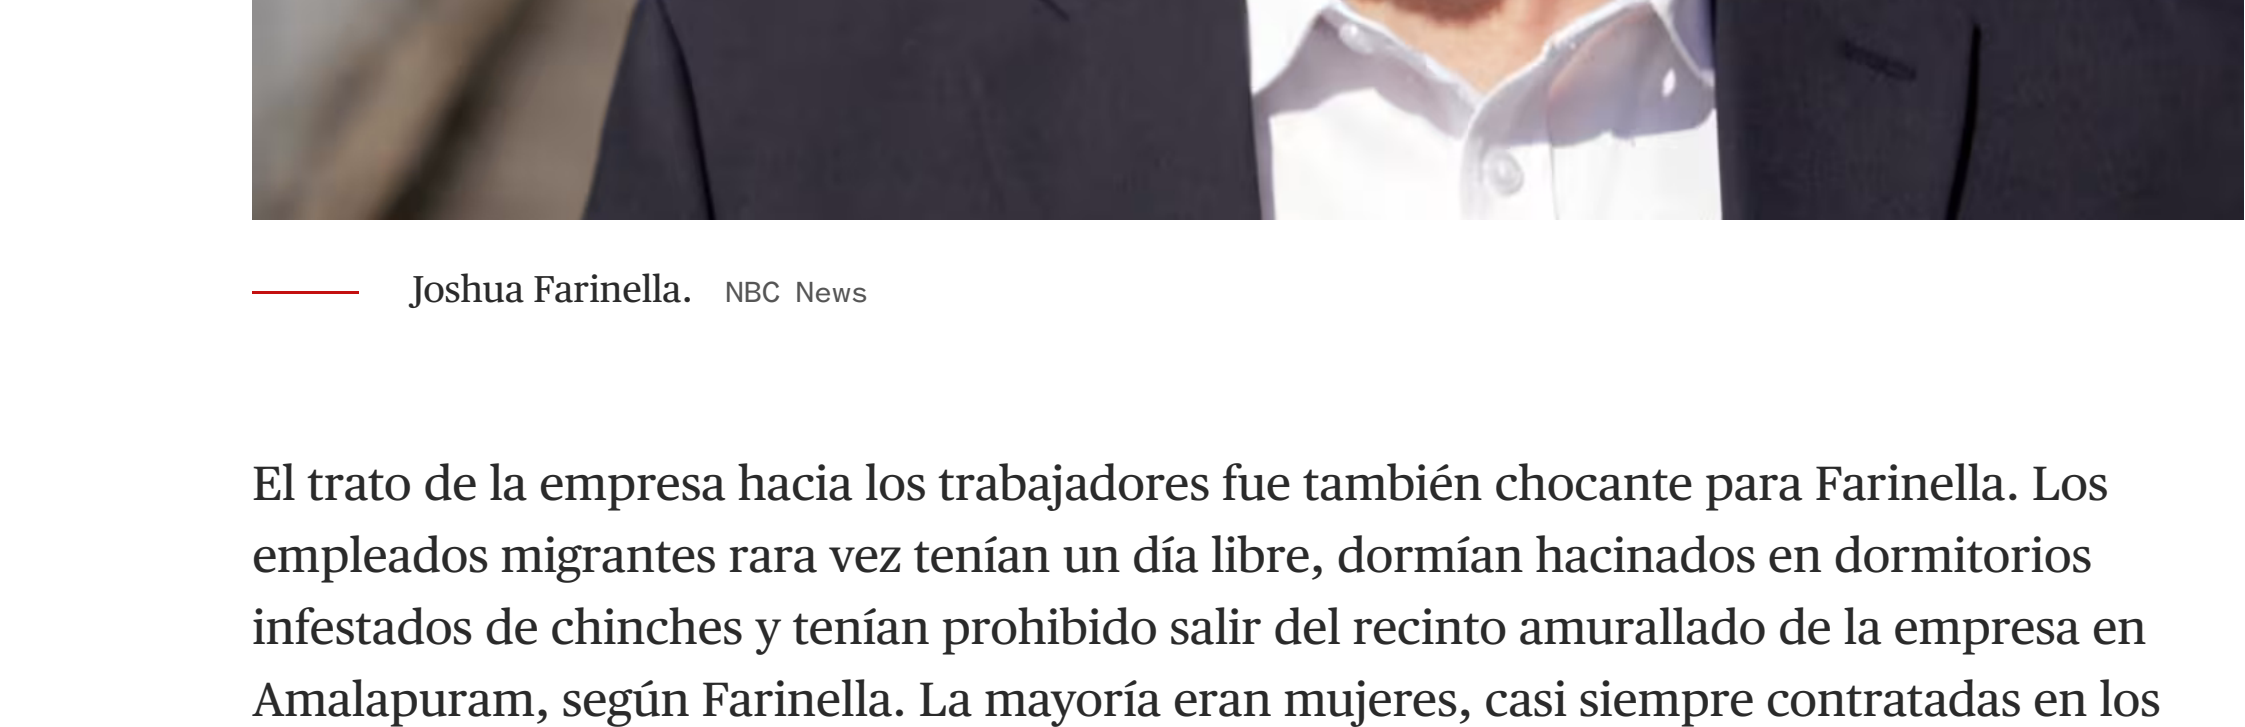 Joshua Farinella. NBC News
El trato de la empresa hacia los trabajadores fue también chocante para Farinella. Los
empleados migrantes rara vez tenían un día libre, dormían hacinados en dormitorios
infestados de chinches y tenían prohibido salir del recinto amurallado de la empresa en
Amalapuram, según Farinella. La mayoría eran mujeres, casi siempre contratadas en los